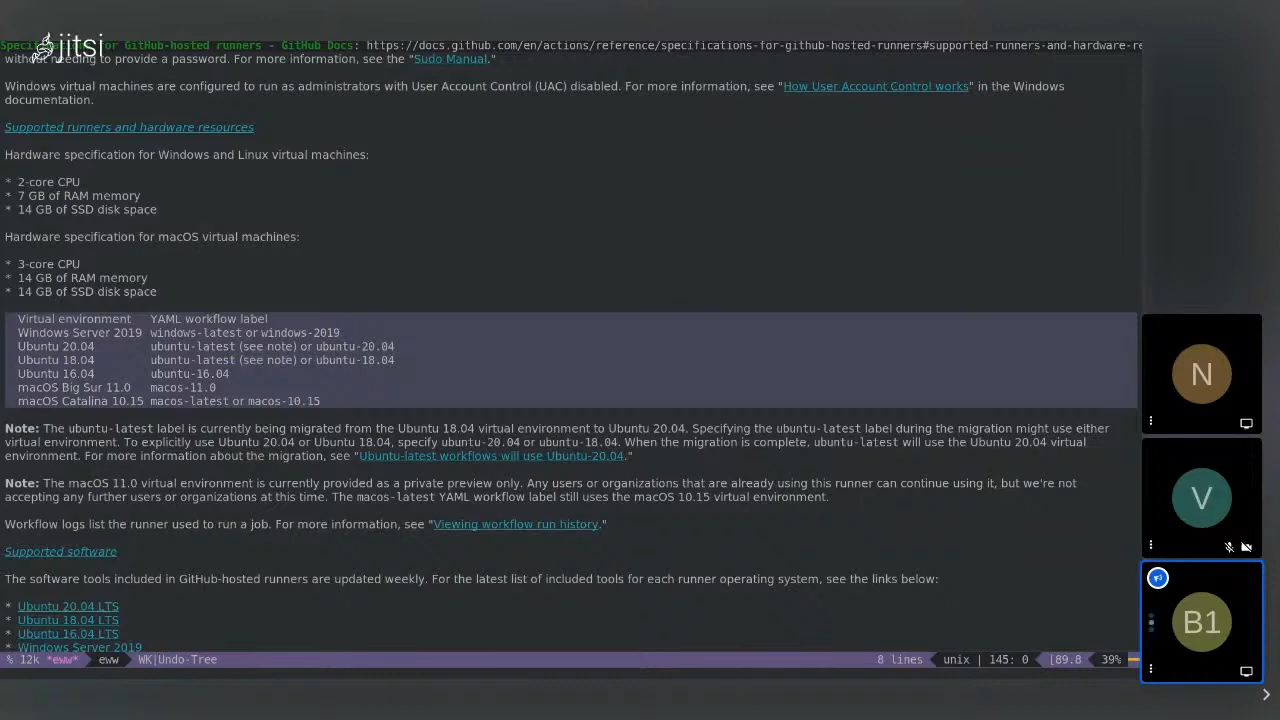 jitsi
for GitHub-hosted runners - GitHub Docs: https://docs.github.com/en/actions/reference/specifications-for-github-hosted-runners#supported-runners-and-hardware-re
without needing to provide a password. For more information, see the "Sudo Manual."
Windows virtual machines are configured to run as administrators with User Account Control (UAC) disabled. For more information, see "How User Account Control works" in the Windows
documentation.
Supported runners and hardware resources
Hardware specification for Windows and Linux virtual machines:
* 2-core CPU
* 7 GB of RAM memory
* 14 GB of SSD disk space
Hardware specification for macOS virtual machines:
* 3-core CPU
* 14 GB of RAM memory
* 14 GB of SSD disk space
Virtual environment YAML workflow label
Windows Server 2019 windows-latest or windows-2019
Ubuntu 20.04 ubuntu-latest (see note) or ubuntu-20.04
Ubuntu 18.04 ubuntu-latest (see note) or ubuntu-18.04
Ubuntu 16.04 ubuntu-16.04
macOS Big Sur 11.0 macos-11.0
macOS Catalina 10.15 macos-latest or macos-10.15
Note: The ubuntu-latest label is currently being migrated from the Ubuntu 18.04 virtual environment to Ubuntu 20.04. Specifying the ubuntu-latest label during the migration might use either
virtual environment. To explicitly use Ubuntu 20.04 or Ubuntu 18.04, specify ubuntu-20.04 or ubuntu-18.04. When the migration is complete, ubuntu-latest will use the Ubuntu 20.04 virtual
environment. For more information about the migration, see "Ubuntu-latest workflows will use Ubuntu-20.04."
Note: The macOS 11.0 virtual environment is currently provided as a private preview only. Any users or organizations that are already using this runner can continue using it, but we're not
accepting any further users or organizations at this time. The macos-latest YAML workflow label still uses the macOS 10.15 virtual environment.
Workflow logs list the runner used to run a job. For more information, see "Viewing workflow run history."
Supported software
The software tools included in GitHub-hosted runners are updated weekly. For the latest list of included tools for each runner operating system, see the links below:
* Ubuntu 20.04 LTS
* Ubuntu 18.04 LTS
* Ubuntu 16.04 LTS
* Windows Server 2019
% 12k *eww* eww WK|Undo-Tree 8 lines unix | 145: 0 [89.8 39%
N
V
B1